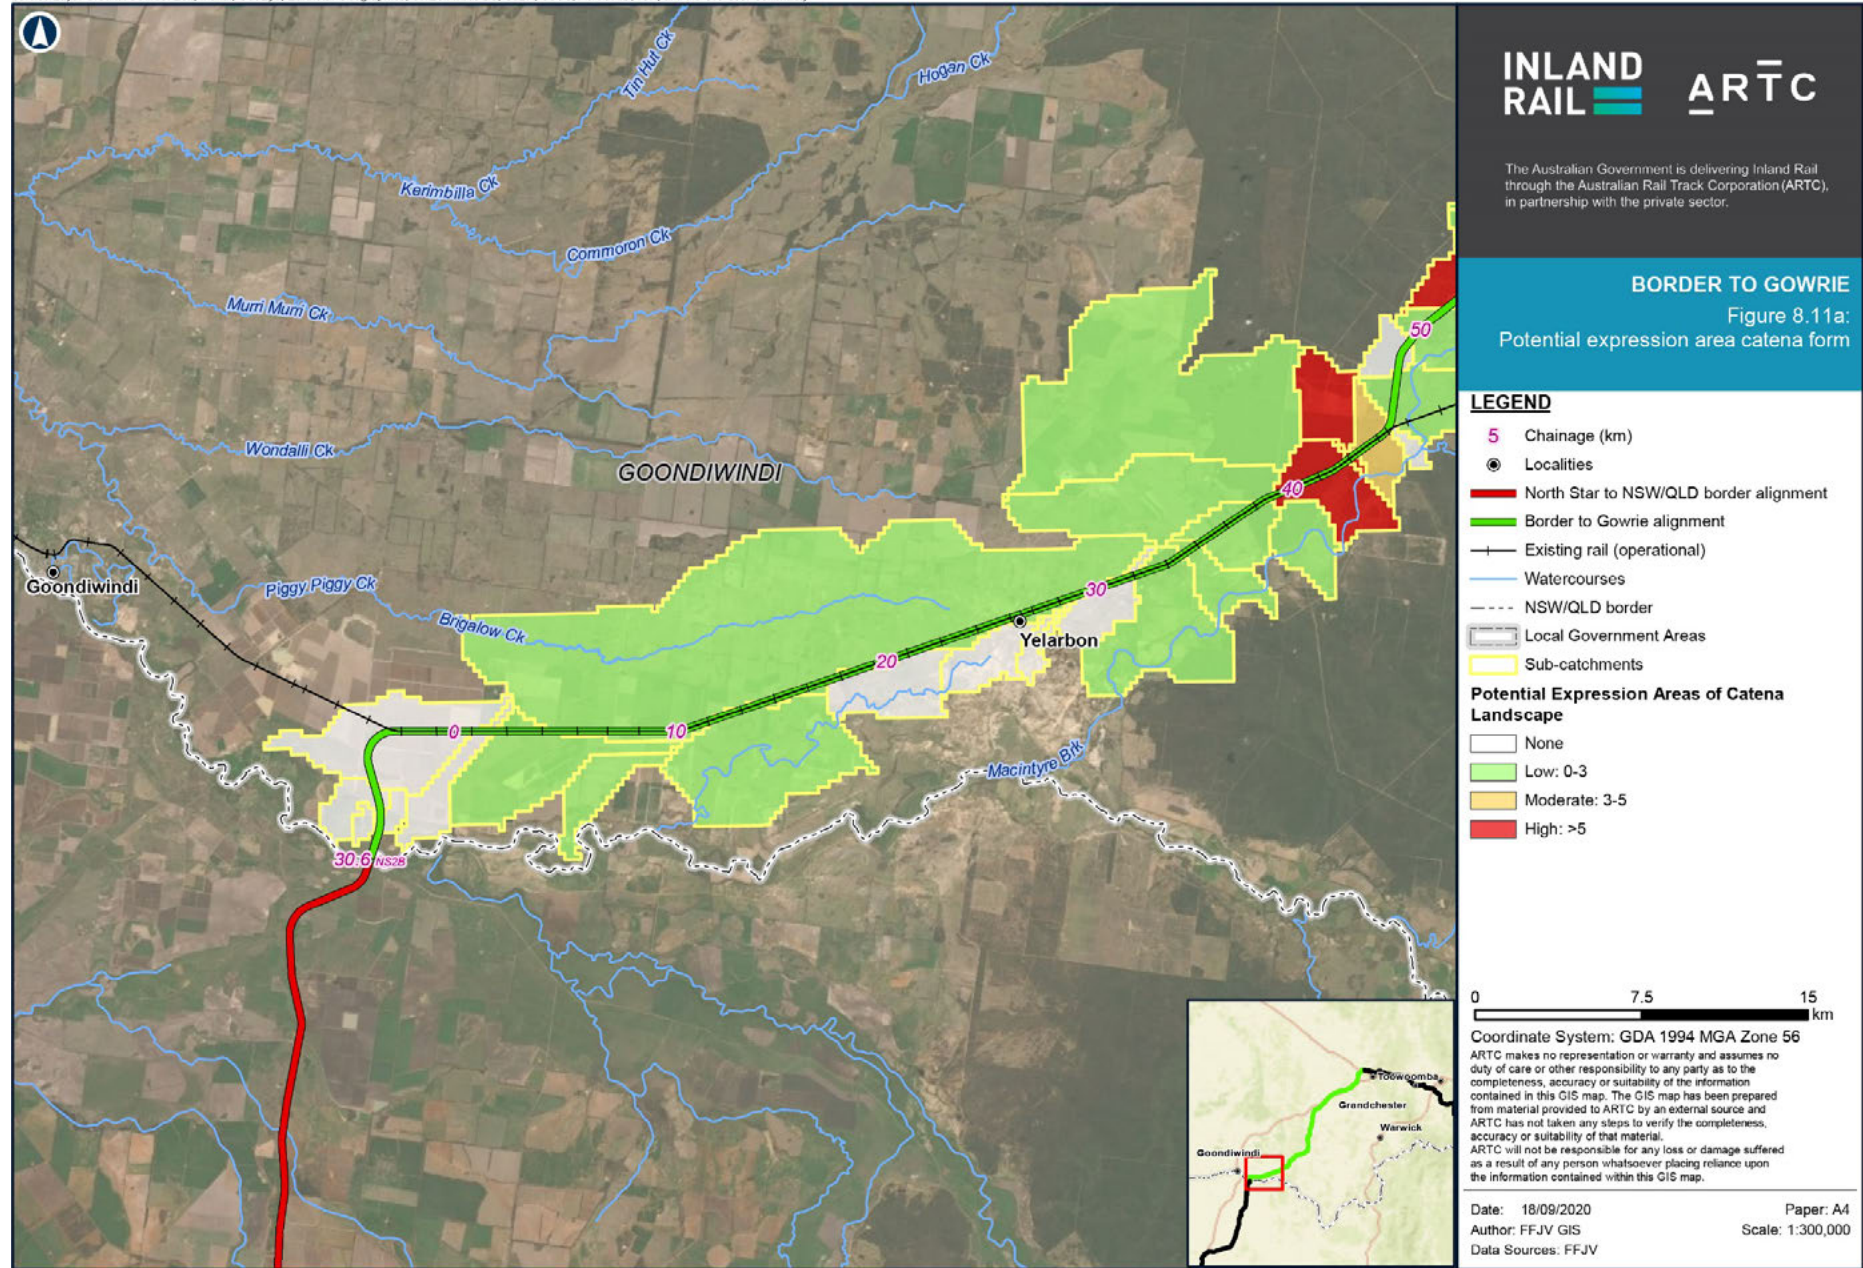 Tin Hut Ck
Hogan Ck
Kerimbilla Ck
Commoron Ck
Murri Murri Ck
Wondalli Ck
GOONDIWINDI
Goondiwindi
Piggy Piggy Ck
Brigalow Ck
Yelarbon
Macintyre Brk
0
10
20
30
40
50
30.6 NS2B
INLAND
RAIL
ARTC
The Australian Government is delivering Inland Rail
through the Australian Rail Track Corporation (ARTC),
in partnership with the private sector.
BORDER TO GOWRIE
Figure 8.11a:
Potential expression area catena form
LEGEND
5 Chainage (km)
Localities
North Star to NSW/QLD border alignment
Border to Gowrie alignment
Existing rail (operational)
Watercourses
NSW/QLD border
Local Government Areas
Sub-catchments
Potential Expression Areas of Catena
Landscape
None
Low: 0-3
Moderate: 3-5
High: >5
0 7.5 15
km
Coordinate System: GDA 1994 MGA Zone 56
ARTC makes no representation or warranty and assumes no
duty of care or other responsibility to any party as to the
completeness, accuracy or suitability of the information
contained in this GIS map. The GIS map has been prepared
from material provided to ARTC by an external source and
ARTC has not taken any steps to verify the completeness,
accuracy or suitability of that material.
ARTC will not be responsible for any loss or damage suffered
as a result of any person whatsoever placing reliance upon
the information contained within this GIS map.
Date: 18/09/2020 Paper: A4
Author: FFJV GIS Scale: 1:300,000
Data Sources: FFJV
Toowoomba
Grandchester
Warwick
Goondiwindi